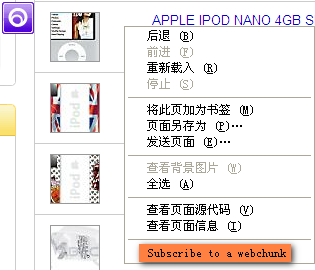 APPLE IPOD NANO 4GB S
后退 (B)
前进 (F)
重新载入 (R)
停止 (S)
将此页加为书签 (M)
页面另存为 (P)…
发送页面 (E)…
查看背景图片 (W)
全选 (A)
查看页面源代码 (V)
查看页面信息 (I)
Subscribe to a webchunk
iPod
iPod